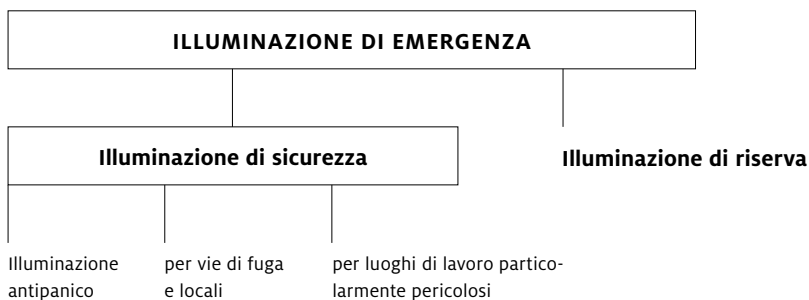 ILLUMINAZIONE DI EMERGENZA
Illuminazione di sicurezza
Illuminazione di riserva
Illuminazione
antipanico
per vie di fuga
e locali
per luoghi di lavoro partico-
larmente pericolosi